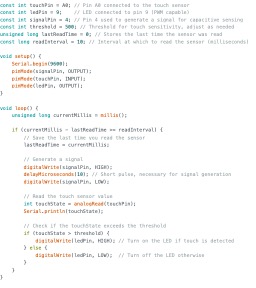 const int touchPin = A0; // Pin A0 connected to the touch sensor
const int ledPin = 9;    // LED connected to pin 9 (PWM capable)
const int signalPin = 4; // Pin 4 used to generate a signal for capacitive sensing
const int threshold = 500; // Threshold for touch sensitivity, adjust as needed
unsigned long lastReadTime = 0; // Stores the last time the sensor was read
const long readInterval = 10; // Interval at which to read the sensor (milliseconds)
void setup() {
Serial.begin(9600);
pinMode(signalPin, OUTPUT);
pinMode(touchPin, INPUT);
pinMode(ledPin, OUTPUT);
}
void loop() {
unsigned long currentMillis = millis();
if (currentMillis - lastReadTime >= readInterval) {
// Save the last time you read the sensor
lastReadTime = currentMillis;
// Generate a signal
digitalWrite(signalPin, HIGH);
delayMicroseconds(10); // Short pulse, necessary for signal generation
digitalWrite(signalPin, LOW);
// Read the touch sensor value
int touchState = analogRead(touchPin);
Serial.println(touchState);
// Check if the touchState exceeds the threshold
if (touchState > threshold) {
digitalWrite(ledPin, HIGH); // Turn on the LED if touch is detected
} else {
digitalWrite(ledPin, LOW);  // Turn off the LED otherwise
}
}
}